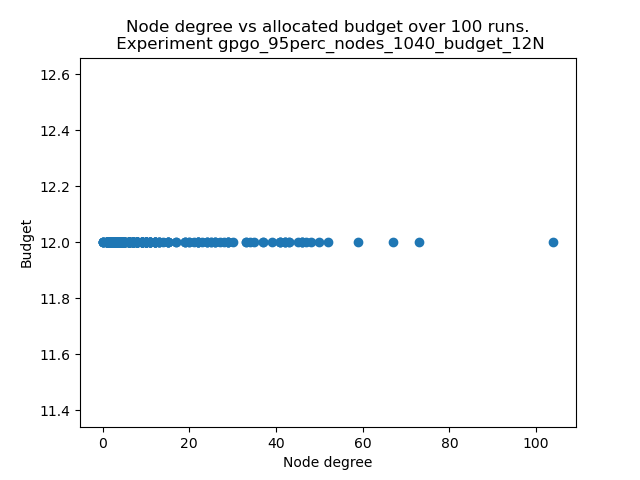 Node degree vs allocated budget over 100 runs.
Experiment gpgo_95perc_nodes_1040_budget_12N
12.6
12.4
12.2
12.0
11.8
11.6
11.4
Budget
0 20 40 60 80 100
Node degree